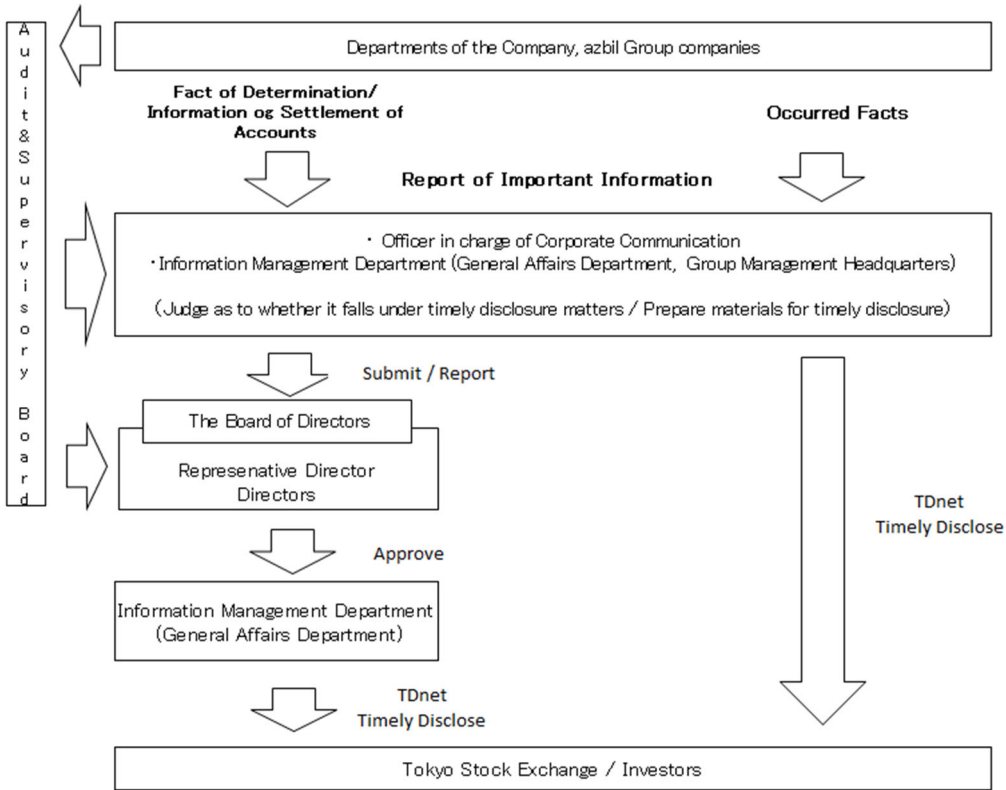 Audit&Supervisory Board
Departments of the Company, azbil Group companies
Fact of Determination/
Information og Settlement of
Accounts
Occurred Facts
Report of Important Information
・ Officer in charge of Corporate Communication
・Information Management Department (General Affairs Department, Group Management Headquarters)
(Judge as to whether it falls under timely disclosure matters / Prepare materials for timely disclosure)
Submit / Report
The Board of Directors
Represenative Director
Directors
TDnet
Timely Disclose
Approve
Information Management Department
(General Affairs Department)
TDnet
Timely Disclose
Tokyo Stock Exchange / Investors